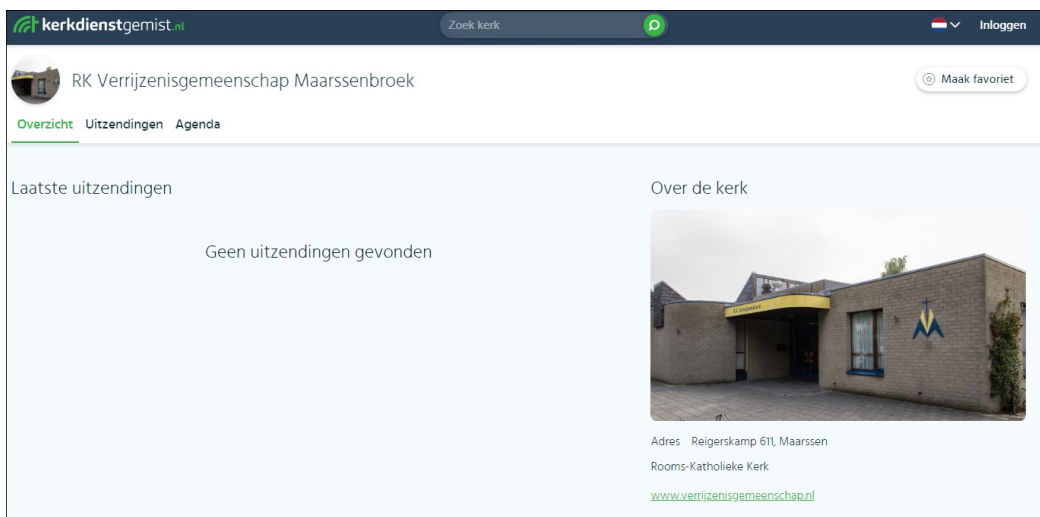 kerkdienstgemist.nl
Zoek kerk
Inloggen
RK Verrijzenisgemeenschap Maarssenbroek
Maak favoriet
Overzicht Uitzendingen Agenda
Laatste uitzendingen
Geen uitzendingen gevonden
Over de kerk
Adres Reigerskamp 611, Maarssen
Rooms-Katholieke Kerk
www.verrijzenisgemeenschap.nl